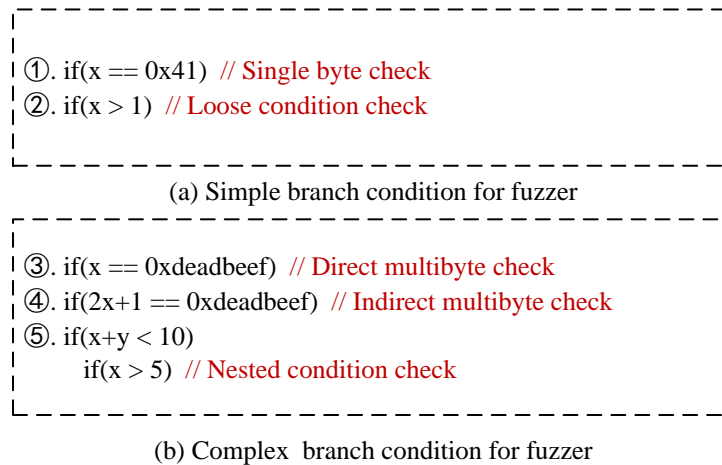 ①. if(x == 0x41) // Single byte check
②. if(x > 1) // Loose condition check
(a) Simple branch condition for fuzzer
③. if(x == 0xdeadbeef) // Direct multibyte check
④. if(2x+1 == 0xdeadbeef) // Indirect multibyte check
⑤. if(x+y < 10)
if(x > 5) // Nested condition check
(b) Complex branch condition for fuzzer